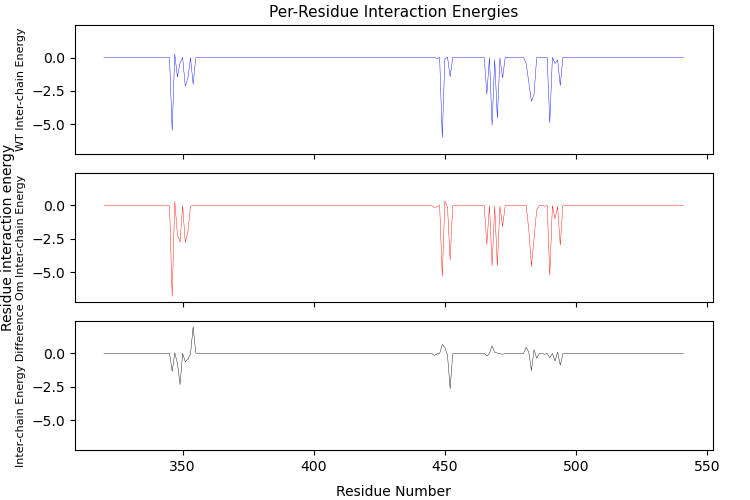 Per-Residue Interaction Energies
Residue interaction energy
WT Inter-chain Energy
0.0
−2.5
−5.0
Om Inter-chain Energy
0.0
−2.5
−5.0
Inter-chain Energy Difference
0.0
−2.5
−5.0
350
400
450
500
550
Residue Number